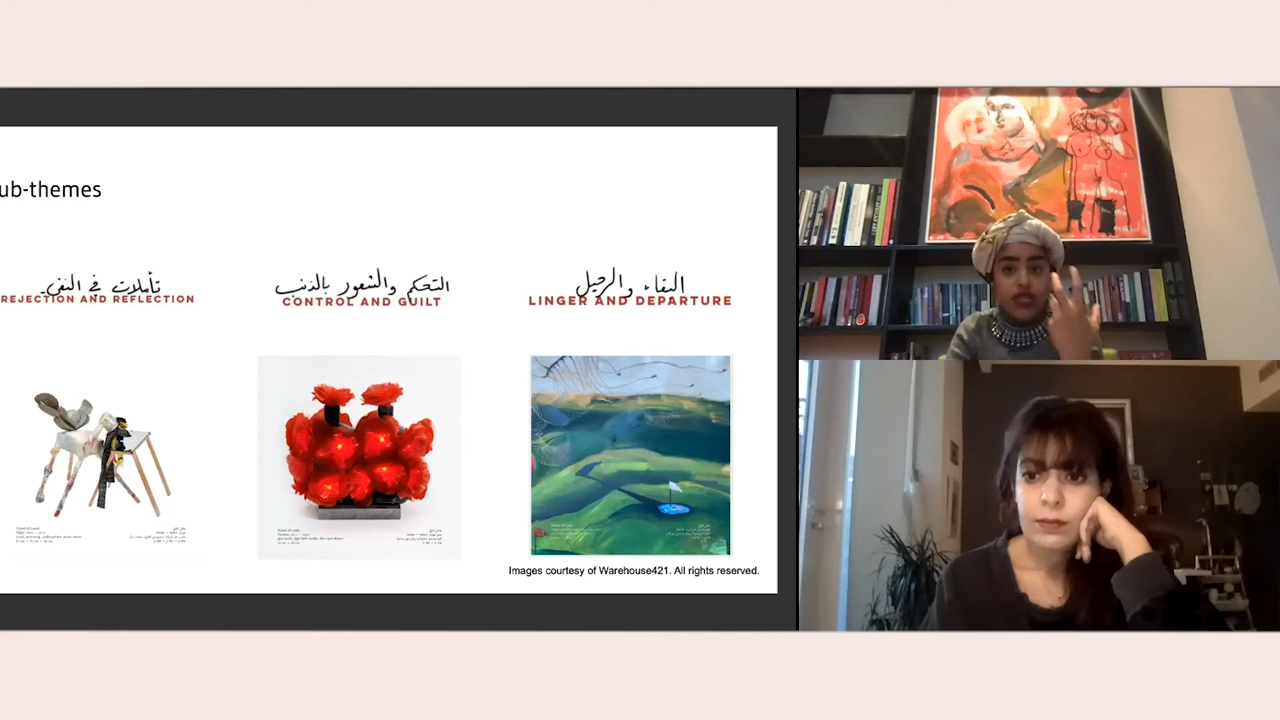 ub-themes
تأملات في النفي
REJECTION AND REFLECTION
التحكم والشعور بالذنب
CONTROL AND GUILT
البقاء والرحيل
LINGER AND DEPARTURE
Images courtesy of Warehouse421. All rights reserved.